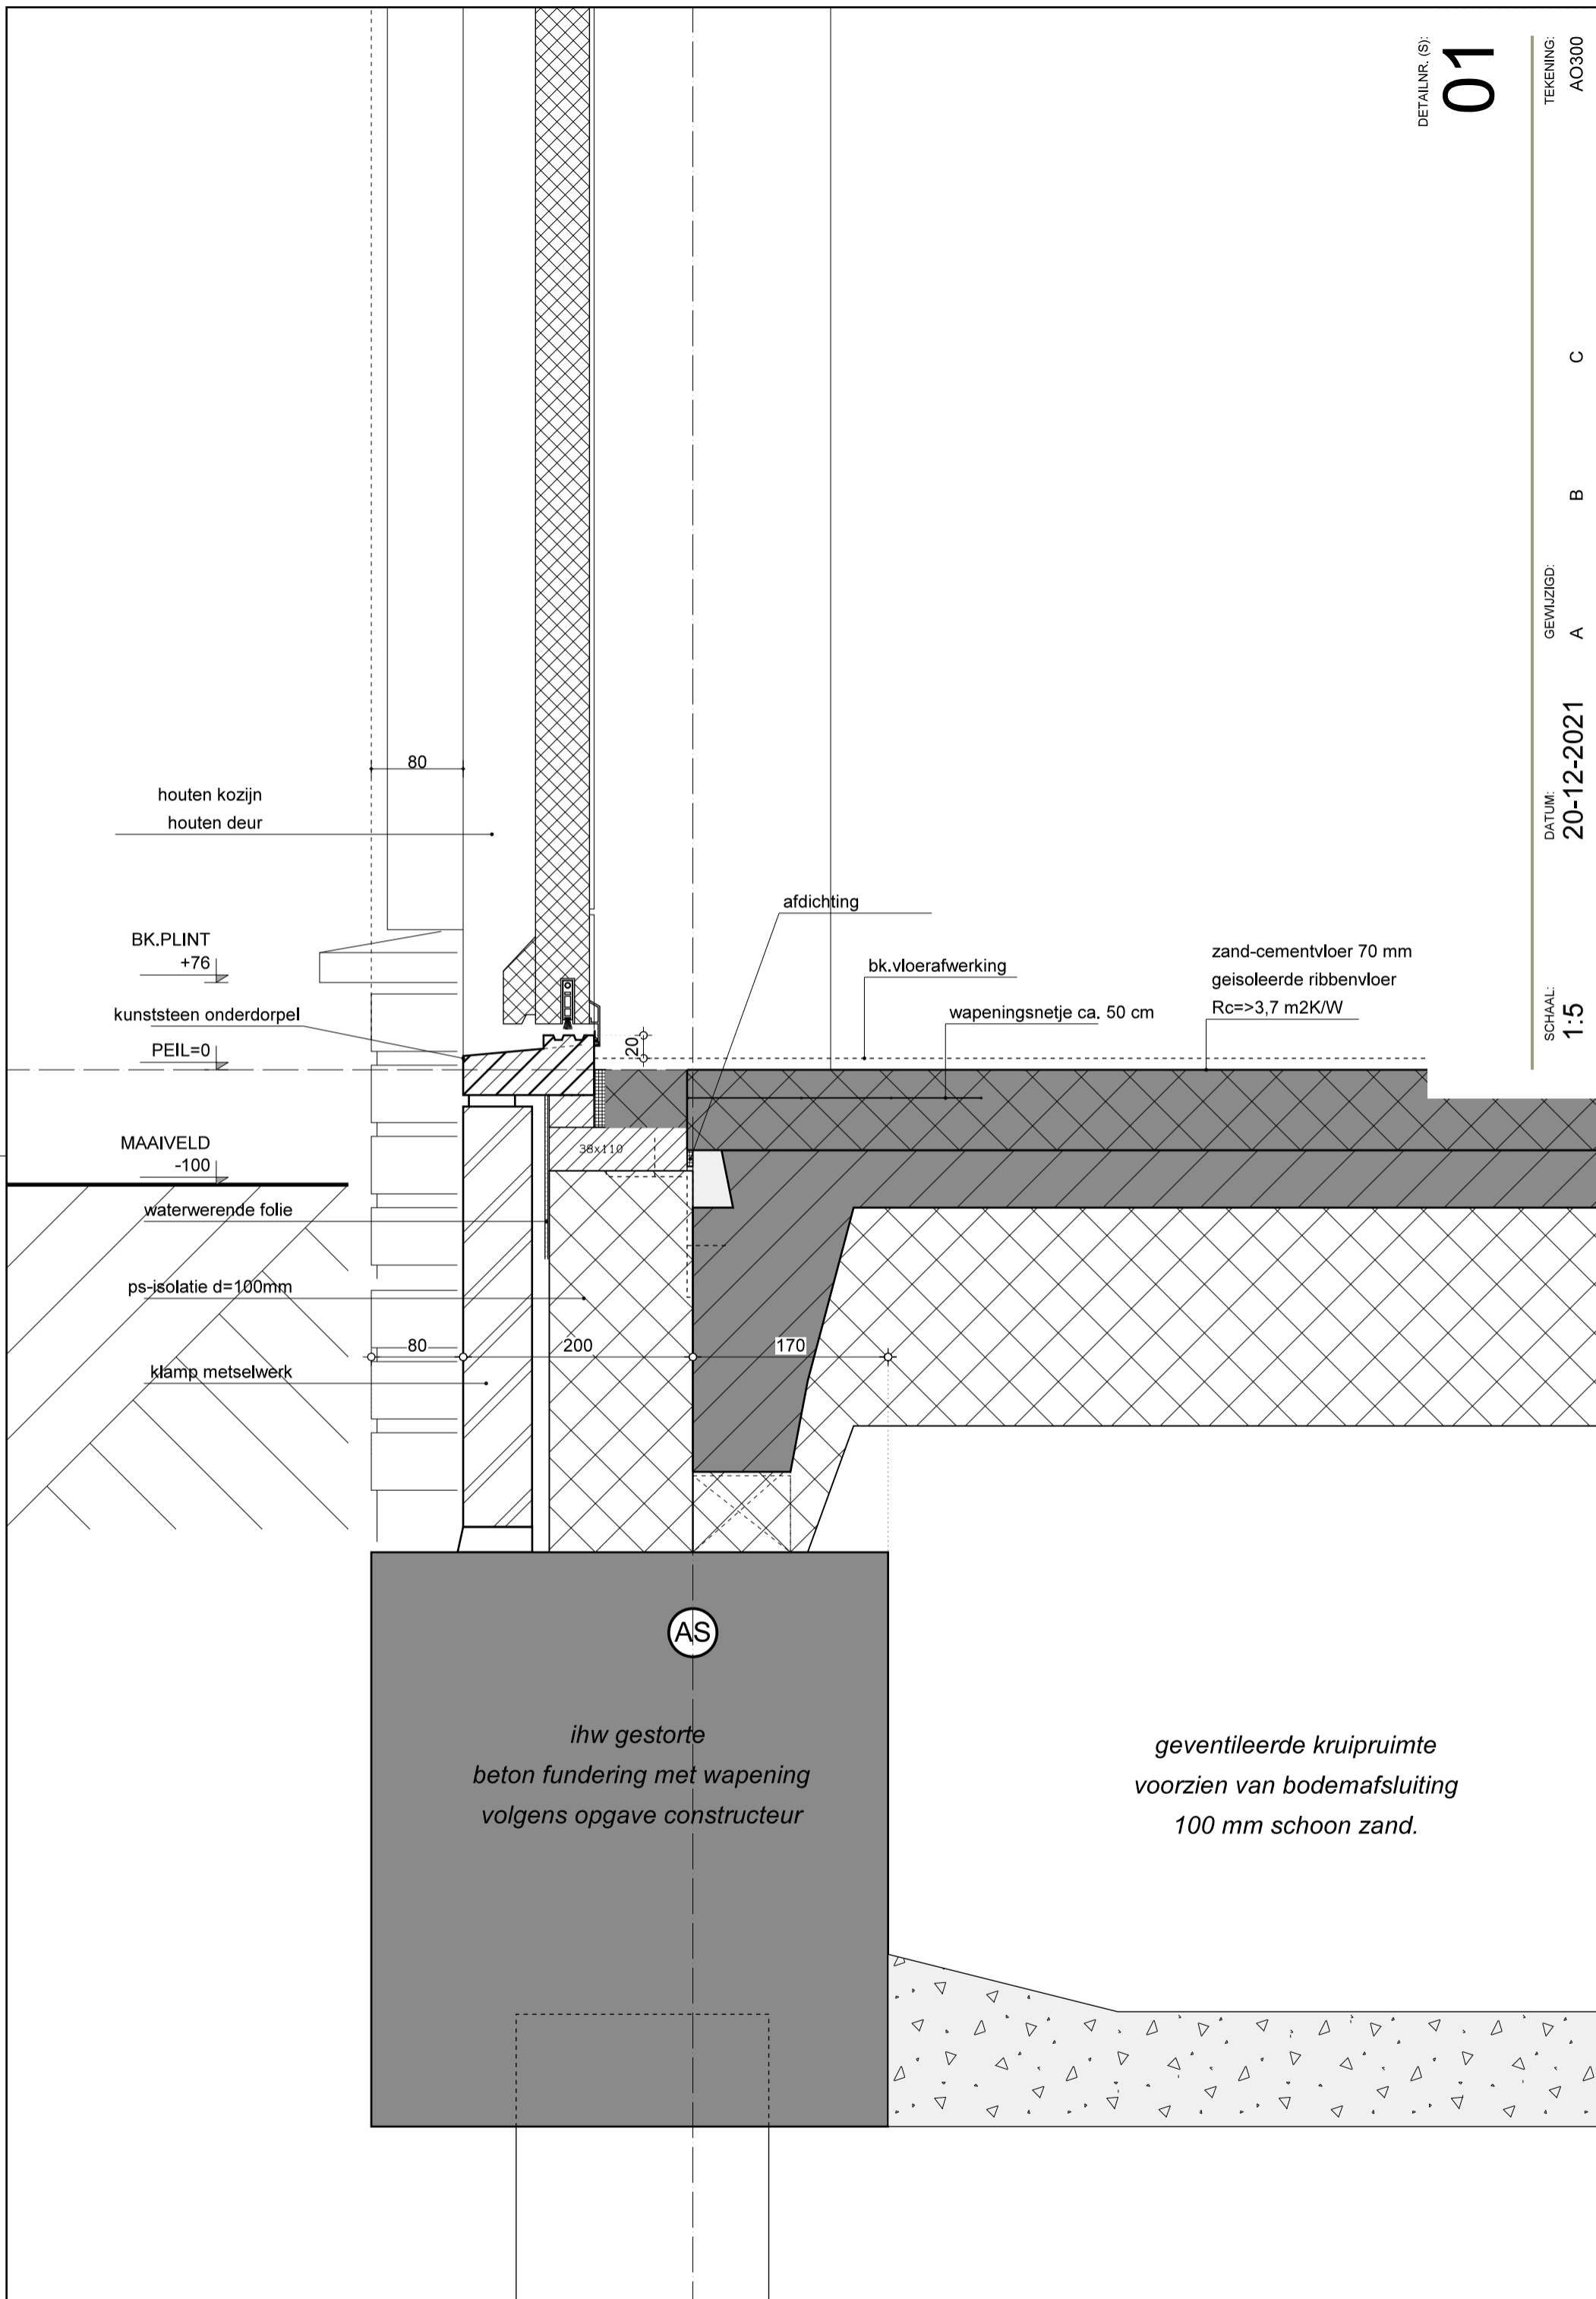 DETAILNR. (S):
01
TEKENING:
AO300
C
B
GEWIJZIGD:
A
DATUM:
20-12-2021
SCHAAL:
1:5
80
houten kozijn
houten deur
afdichting
BK.PLINT
+76
bk.vloerafwerking
zand-cementvloer 70 mm
geisoleerde ribbenvloer
Rc=>3,7 m2K/W
kunststeen onderdorpel
wapeningsnetje ca. 50 cm
PEIL=0
20
MAAIVELD
-100
38x110
waterwerende folie
ps-isolatie d=100mm
80
200
170
klamp metselwerk
AS
ihw gestorte
beton fundering met wapening
volgens opgave constructeur
geventileerde kruipruimte
voorzien van bodemafsluiting
100 mm schoon zand.